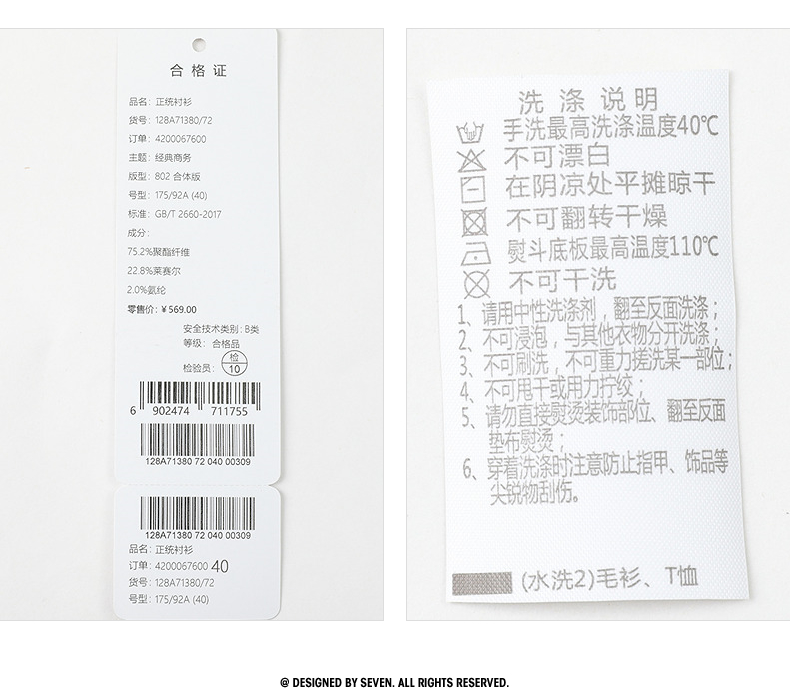 合格证
品名：正统衬衫
货号：128A71380/72
订单：4200067600
主题：经典商务
版型：802 合体版
号型：175/92A (40)
标准：GB/T 2660-2017
成分：
75.2%聚酯纤维
22.8%莱赛尔
2.0%氨纶
零售价：¥569.00
安全技术类别：B类
等级：合格品
检验员：检 10
6 902474 711755
128A71380 72 040 00309
128A71380 72 040 00309
品名：正统衬衫
订单：4200067600 40
货号：128A71380/72
号型：175/92A (40)
洗涤说明
手洗最高洗涤温度40℃
不可漂白
在阴凉处平摊晾干
不可翻转干燥
熨斗底板最高温度110℃
不可干洗
1、请用中性洗涤剂，翻至反面洗涤；
2、不可浸泡，与其他衣物分开洗涤；
3、不可刷洗，不可重力搓洗某一部位；
4、不可甩干或用力拧绞；
5、请勿直接熨烫装饰部位、翻至反面
垫布熨烫；
6、穿着洗涤时注意防止指甲、饰品等
尖锐物刮伤。
(水洗2)毛衫、T恤
@ DESIGNED BY SEVEN. ALL RIGHTS RESERVED.